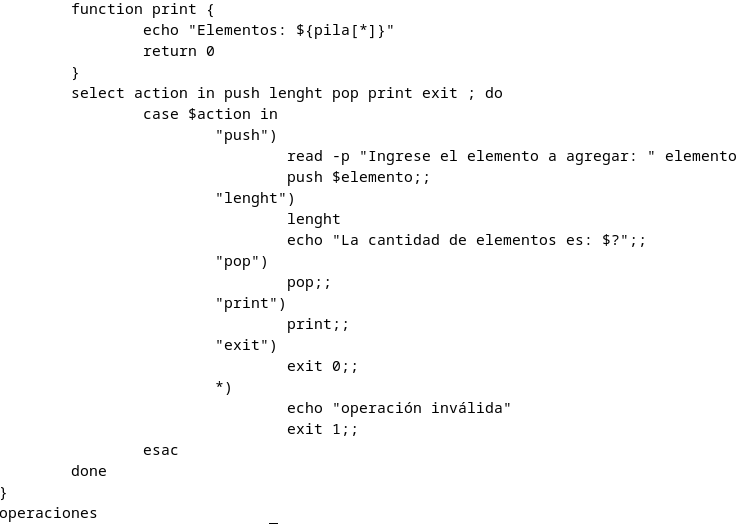 function print {
echo "Elementos: ${pila[*]}"
return 0
}
select action in push lenght pop print exit ; do
case $action in
"push")
read -p "Ingrese el elemento a agregar: " elemento
push $elemento;;
"lenght")
lenght
echo "La cantidad de elementos es: $?";;
"pop")
pop;;
"print")
print;;
"exit")
exit 0;;
*)
echo "operación inválida"
exit 1;;
esac
done
}
operaciones